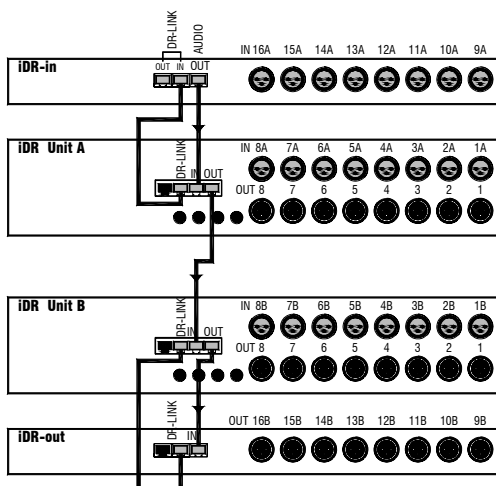 DR-LINK
AUDIO
OUT IN OUT
IN 16A 15A 14A 13A 12A 11A 10A 9A
iDR-in
iDR Unit A
DR-LINK
IN OUT
IN 8A 7A 6A 5A 4A 3A 2A 1A
OUT 8 7 6 5 4 3 2 1
iDR Unit B
DR-LINK
IN OUT
IN 8B 7B 6B 5B 4B 3B 2B 1B
OUT 8 7 6 5 4 3 2 1
iDR-out
DR-LINK
IN
OUT 16B 15B 14B 13B 12B 11B 10B 9B